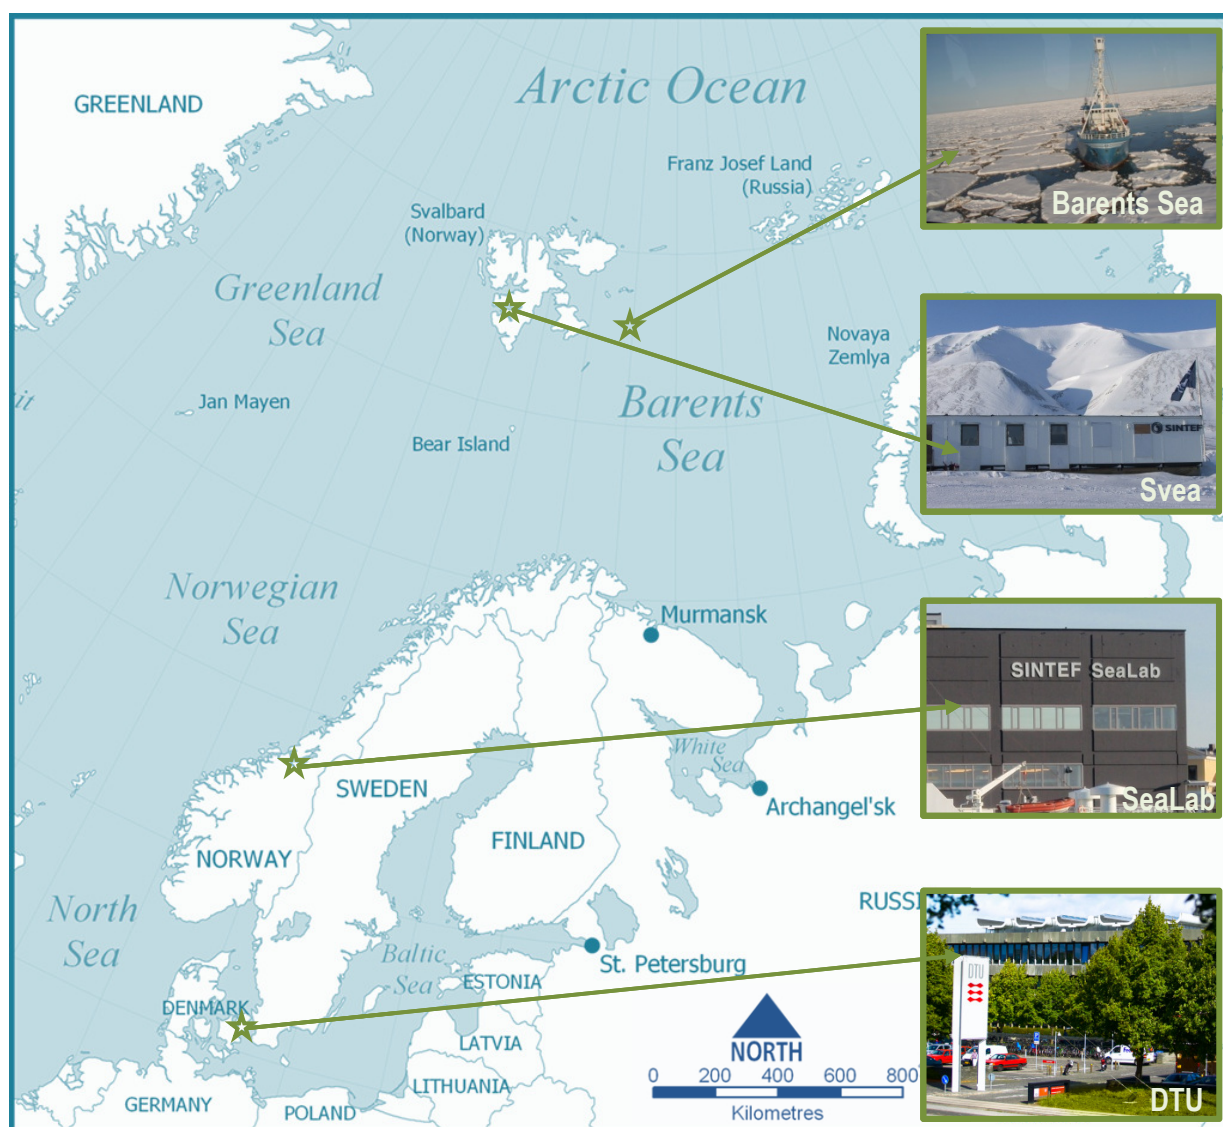 GREENLAND
Arctic Ocean
Franz Josef Land
(Russia)
Barents Sea
Svalbard
(Norway)
Greenland
Sea
Novaya
Zemlya
Jan Mayen
Barents
Sea
Bear Island
SINTEF
Svea
Norwegian
Sea
Murmansk
SINTEF SeaLab
White
Sea
SWEDEN
Archangel'sk
SeaLab
FINLAND
NORWAY
RUSSI
North
Sea
Baltic
Sea
St. Petersburg
ESTONIA
DENMARK
DTU
LATVIA
NORTH
LITHUANIA
0 200 400 600 800
Kilometres
GERMANY
POLAND
DTU